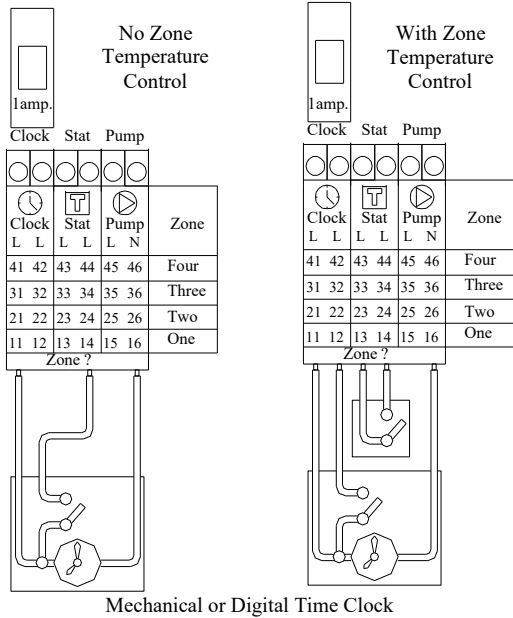 No Zone
Temperature
Control
1amp.
Clock Stat Pump
T
Clock Stat Pump Zone
L L L L L N
41 42 43 44 45 46 Four
31 32 33 34 35 36 Three
21 22 23 24 25 26 Two
11 12 13 14 15 16 One
Zone ?
With Zone
Temperature
Control
1amp.
Clock Stat Pump
T
Clock Stat Pump Zone
L L L L L N
41 42 43 44 45 46 Four
31 32 33 34 35 36 Three
21 22 23 24 25 26 Two
11 12 13 14 15 16 One
Zone ?
Mechanical or Digital Time Clock